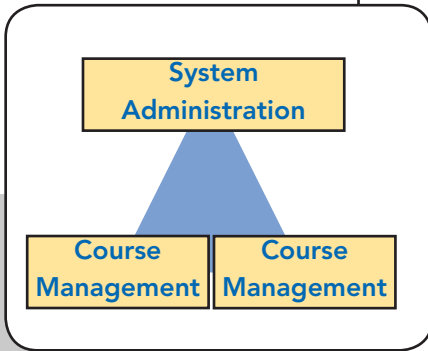 System
Administration
Course
Management
Course
Management